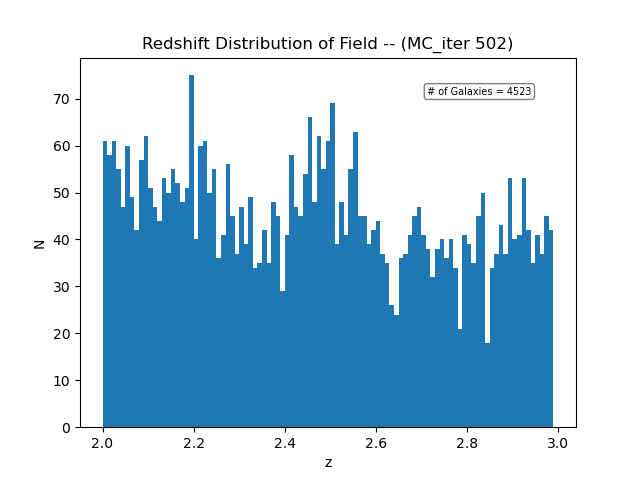 Redshift Distribution of Field -- (MC_iter 502)
# of Galaxies = 4523
70
60
50
40
30
20
10
0
N
2.0 2.2 2.4 2.6 2.8 3.0
z